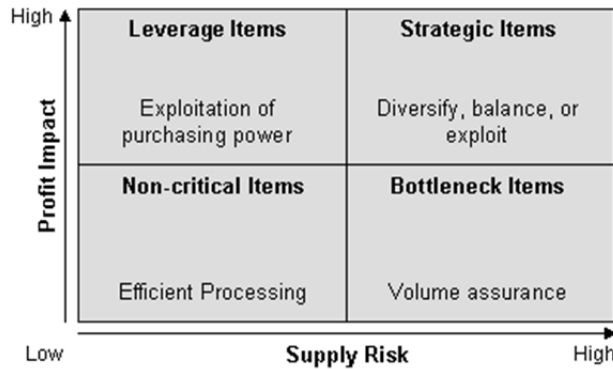 High
Leverage Items
Strategic Items
Exploitation of
purchasing power
Diversify, balance, or
exploit
Profit Impact
Non-critical Items
Bottleneck Items
Efficient Processing
Volume assurance
Low
Supply Risk
High